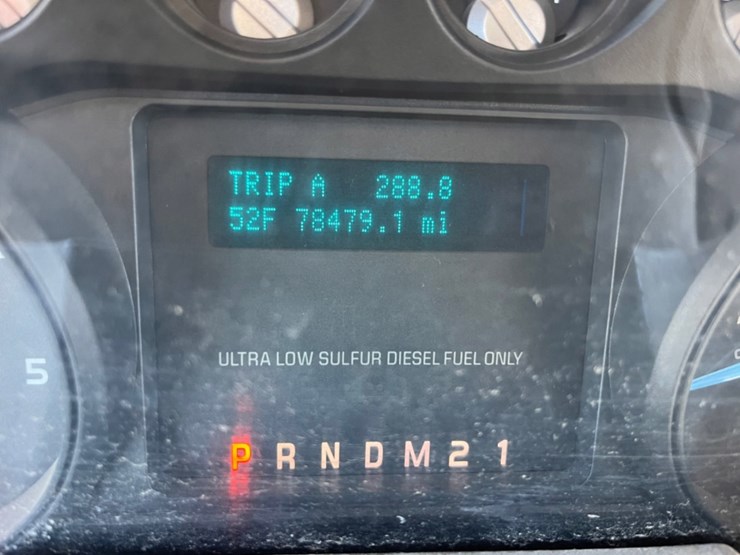 TRIP A 288.8
52F 78479.1 mi
ULTRA LOW SULFUR DIESEL FUEL ONLY
5
P R N D M 2 1